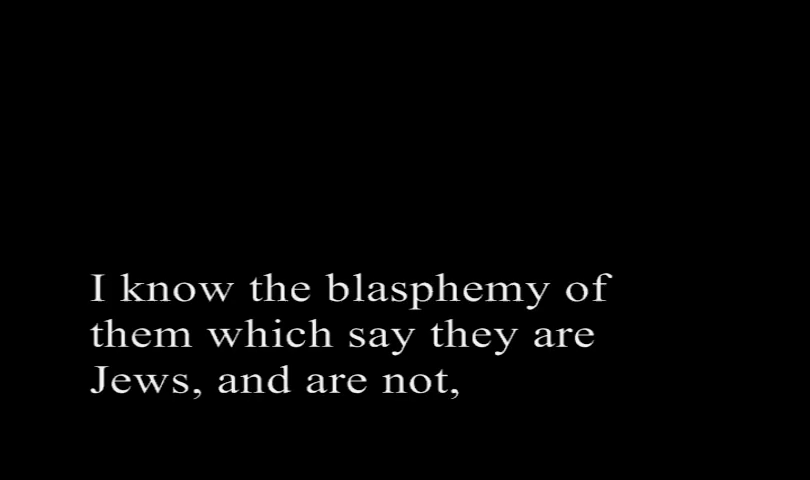 I know the blasphemy of
them which say they are
Jews, and are not,